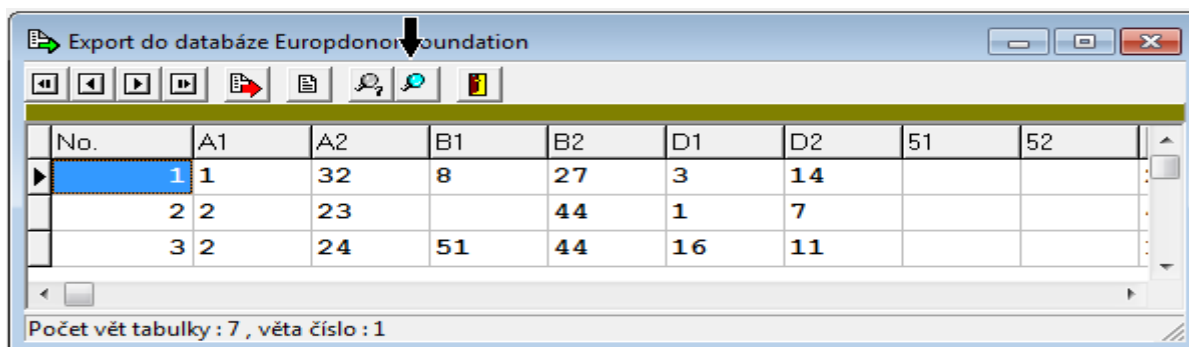 Export do databáze Europdonor oundation
No. A1 A2 B1 B2 D1 D2 51 52
1 1 32 8 27 3 14
2 2 23 44 1 7
3 2 24 51 44 16 11
Počet vět tabulky : 7 , věta číslo : 1